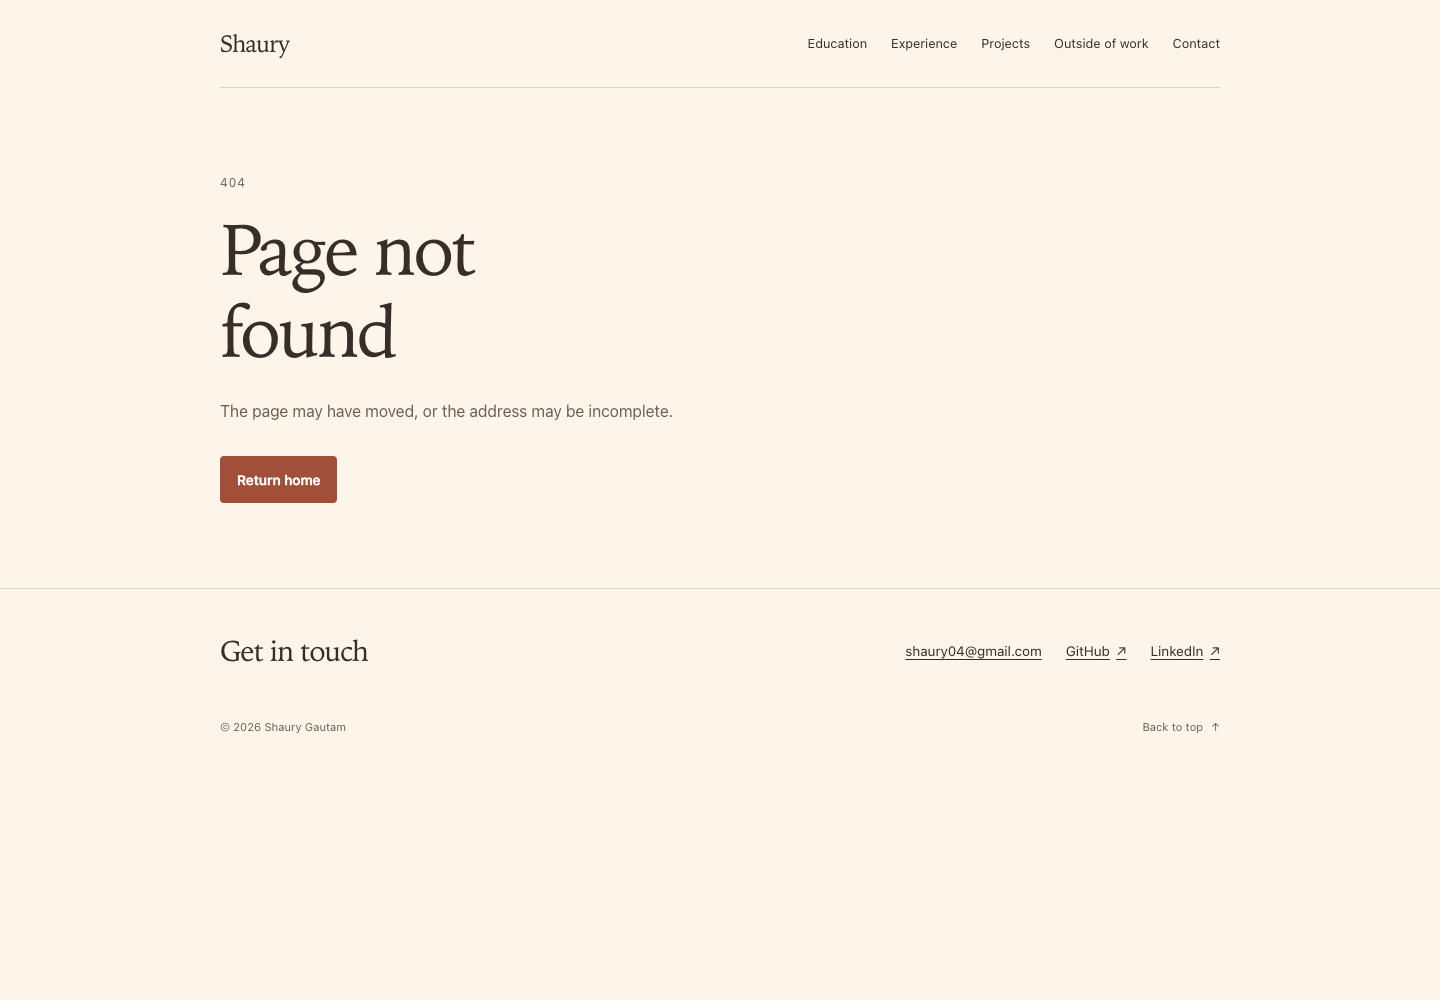 Shaury
Education Experience Projects Outside of work Contact
404
Page not
found
The page may have moved, or the address may be incomplete.
Return home
Get in touch
shaury04@gmail.com GitHub ↗ LinkedIn ↗
© 2026 Shaury Gautam
Back to top ↑